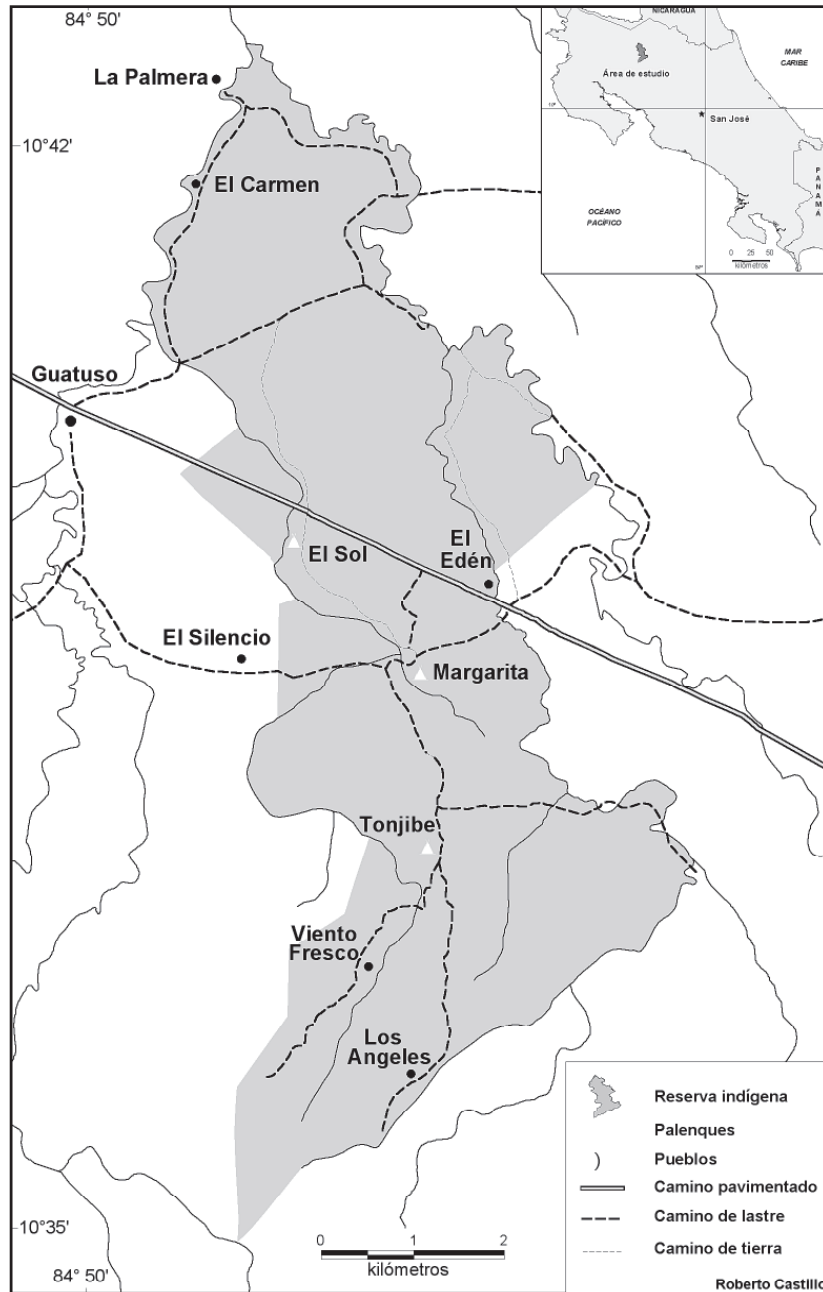 84° 50'
La Palmera
10°42'
El Carmen
Guatuso
El Sol
El
Edén
El Silencio
Margarita
Tonjibe
Viento
Fresco
Los
Angeles
10°35'
84° 50'
0 1 2
kilómetros
NICARAGUA
MAR
CARIBE
Área de estudio
San José
OCÉANO
PACÍFICO
P
A
N
A
M
Á
0 25 50
kilómetros
Reserva indígena
Palenques
) Pueblos
Camino pavimentado
Camino de lastre
Camino de tierra
Roberto Castillo